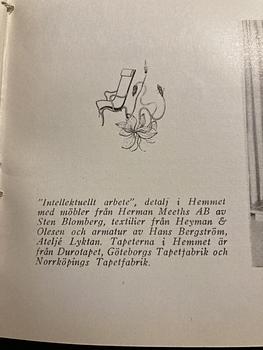 "Intellektuellt arbete", detalj i Hemmet
med möbler från Herman Meeths AB av
Sten Blomberg, textilier från Heyman &
Olesen och armatur av Hans Bergström,
Ateljé Lyktan. Tapeterna i Hemmet är
från Durotapet, Göteborgs Tapetfabrik och
Norrköpings Tapetfabrik.